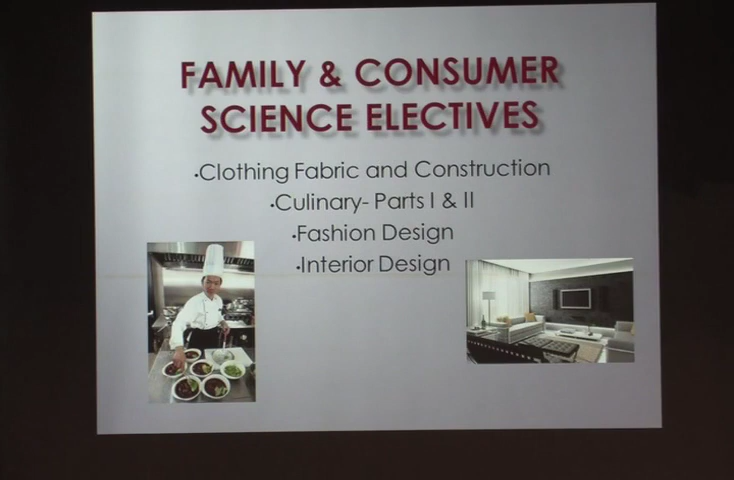 FAMILY & CONSUMER
SCIENCE ELECTIVES
•Clothing Fabric and Construction
•Culinary- Parts I & II
•Fashion Design
•Interior Design